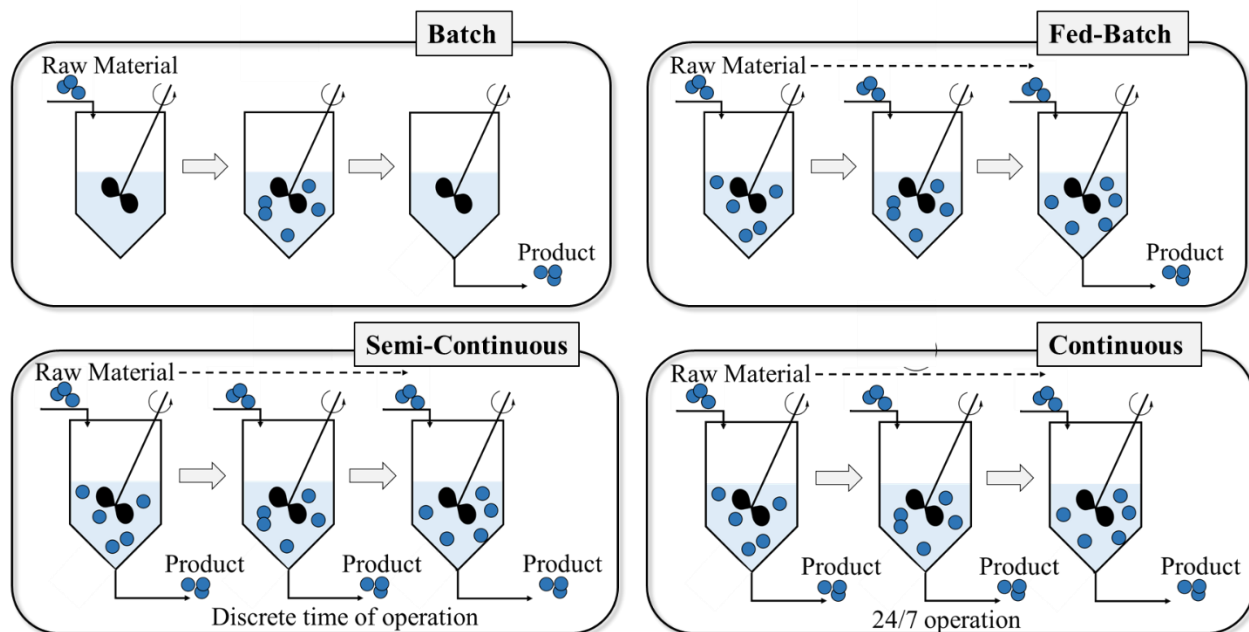 Batch
Raw Material
Product
Fed-Batch
Raw Material
Product
Semi-Continuous
Raw Material
Product
Product
Product
Discrete time of operation
Continuous
Raw Material
Product
Product
Product
24/7 operation